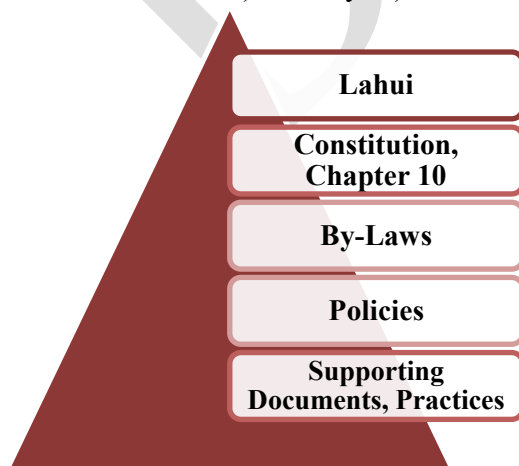 Lahui
Constitution,
Chapter 10
By-Laws
Policies
Supporting
Documents, Practices